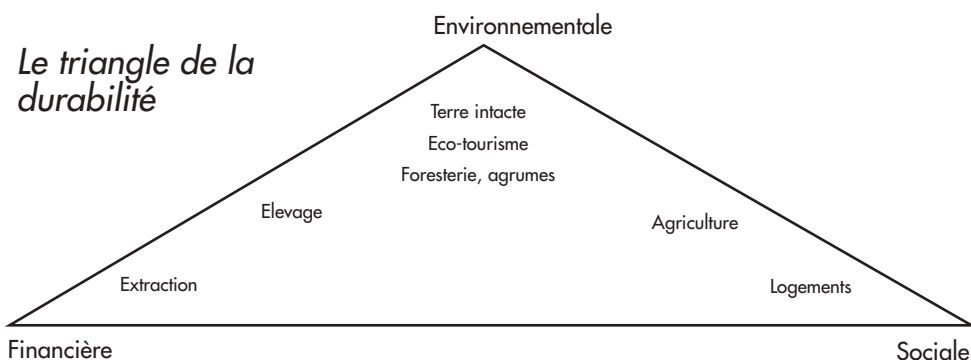 Environnementale
Le triangle de la
durabilité
Terre intacte
Eco-tourisme
Foresterie, agrumes
Elevage
Agriculture
Extraction
Logements
Financière
Sociale